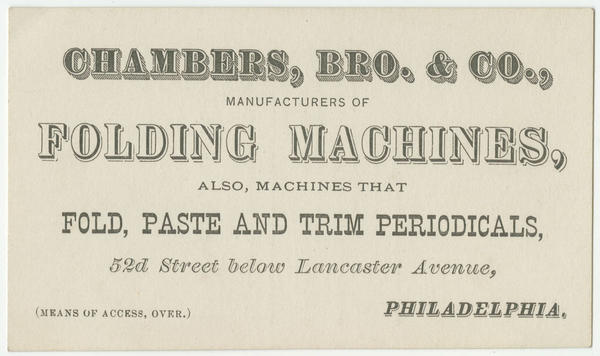 CHAMBERS, BRO. & CO.,
MANUFACTURERS OF
FOLDING MACHINES,
ALSO, MACHINES THAT
FOLD, PASTE AND TRIM PERIODICALS,
52d Street below Lancaster Avenue,
(MEANS OF ACCESS, OVER.) PHILADELPHIA.